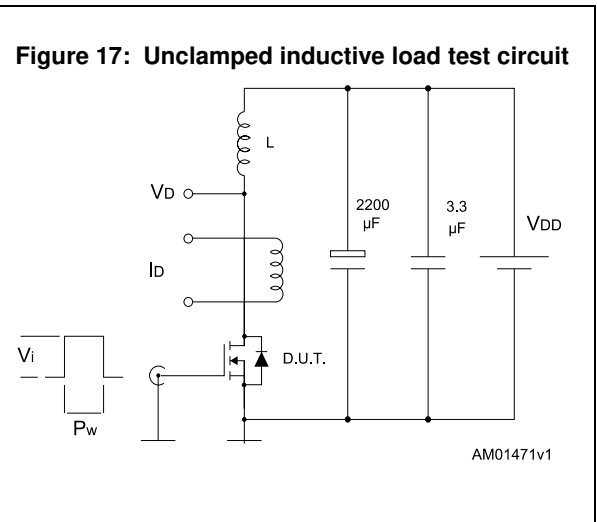 Figure 17: Unclamped inductive load test circuit
L
VD
2200
µF
3.3
µF
VDD
ID
Vi
D.U.T.
Pw
AM01471v1